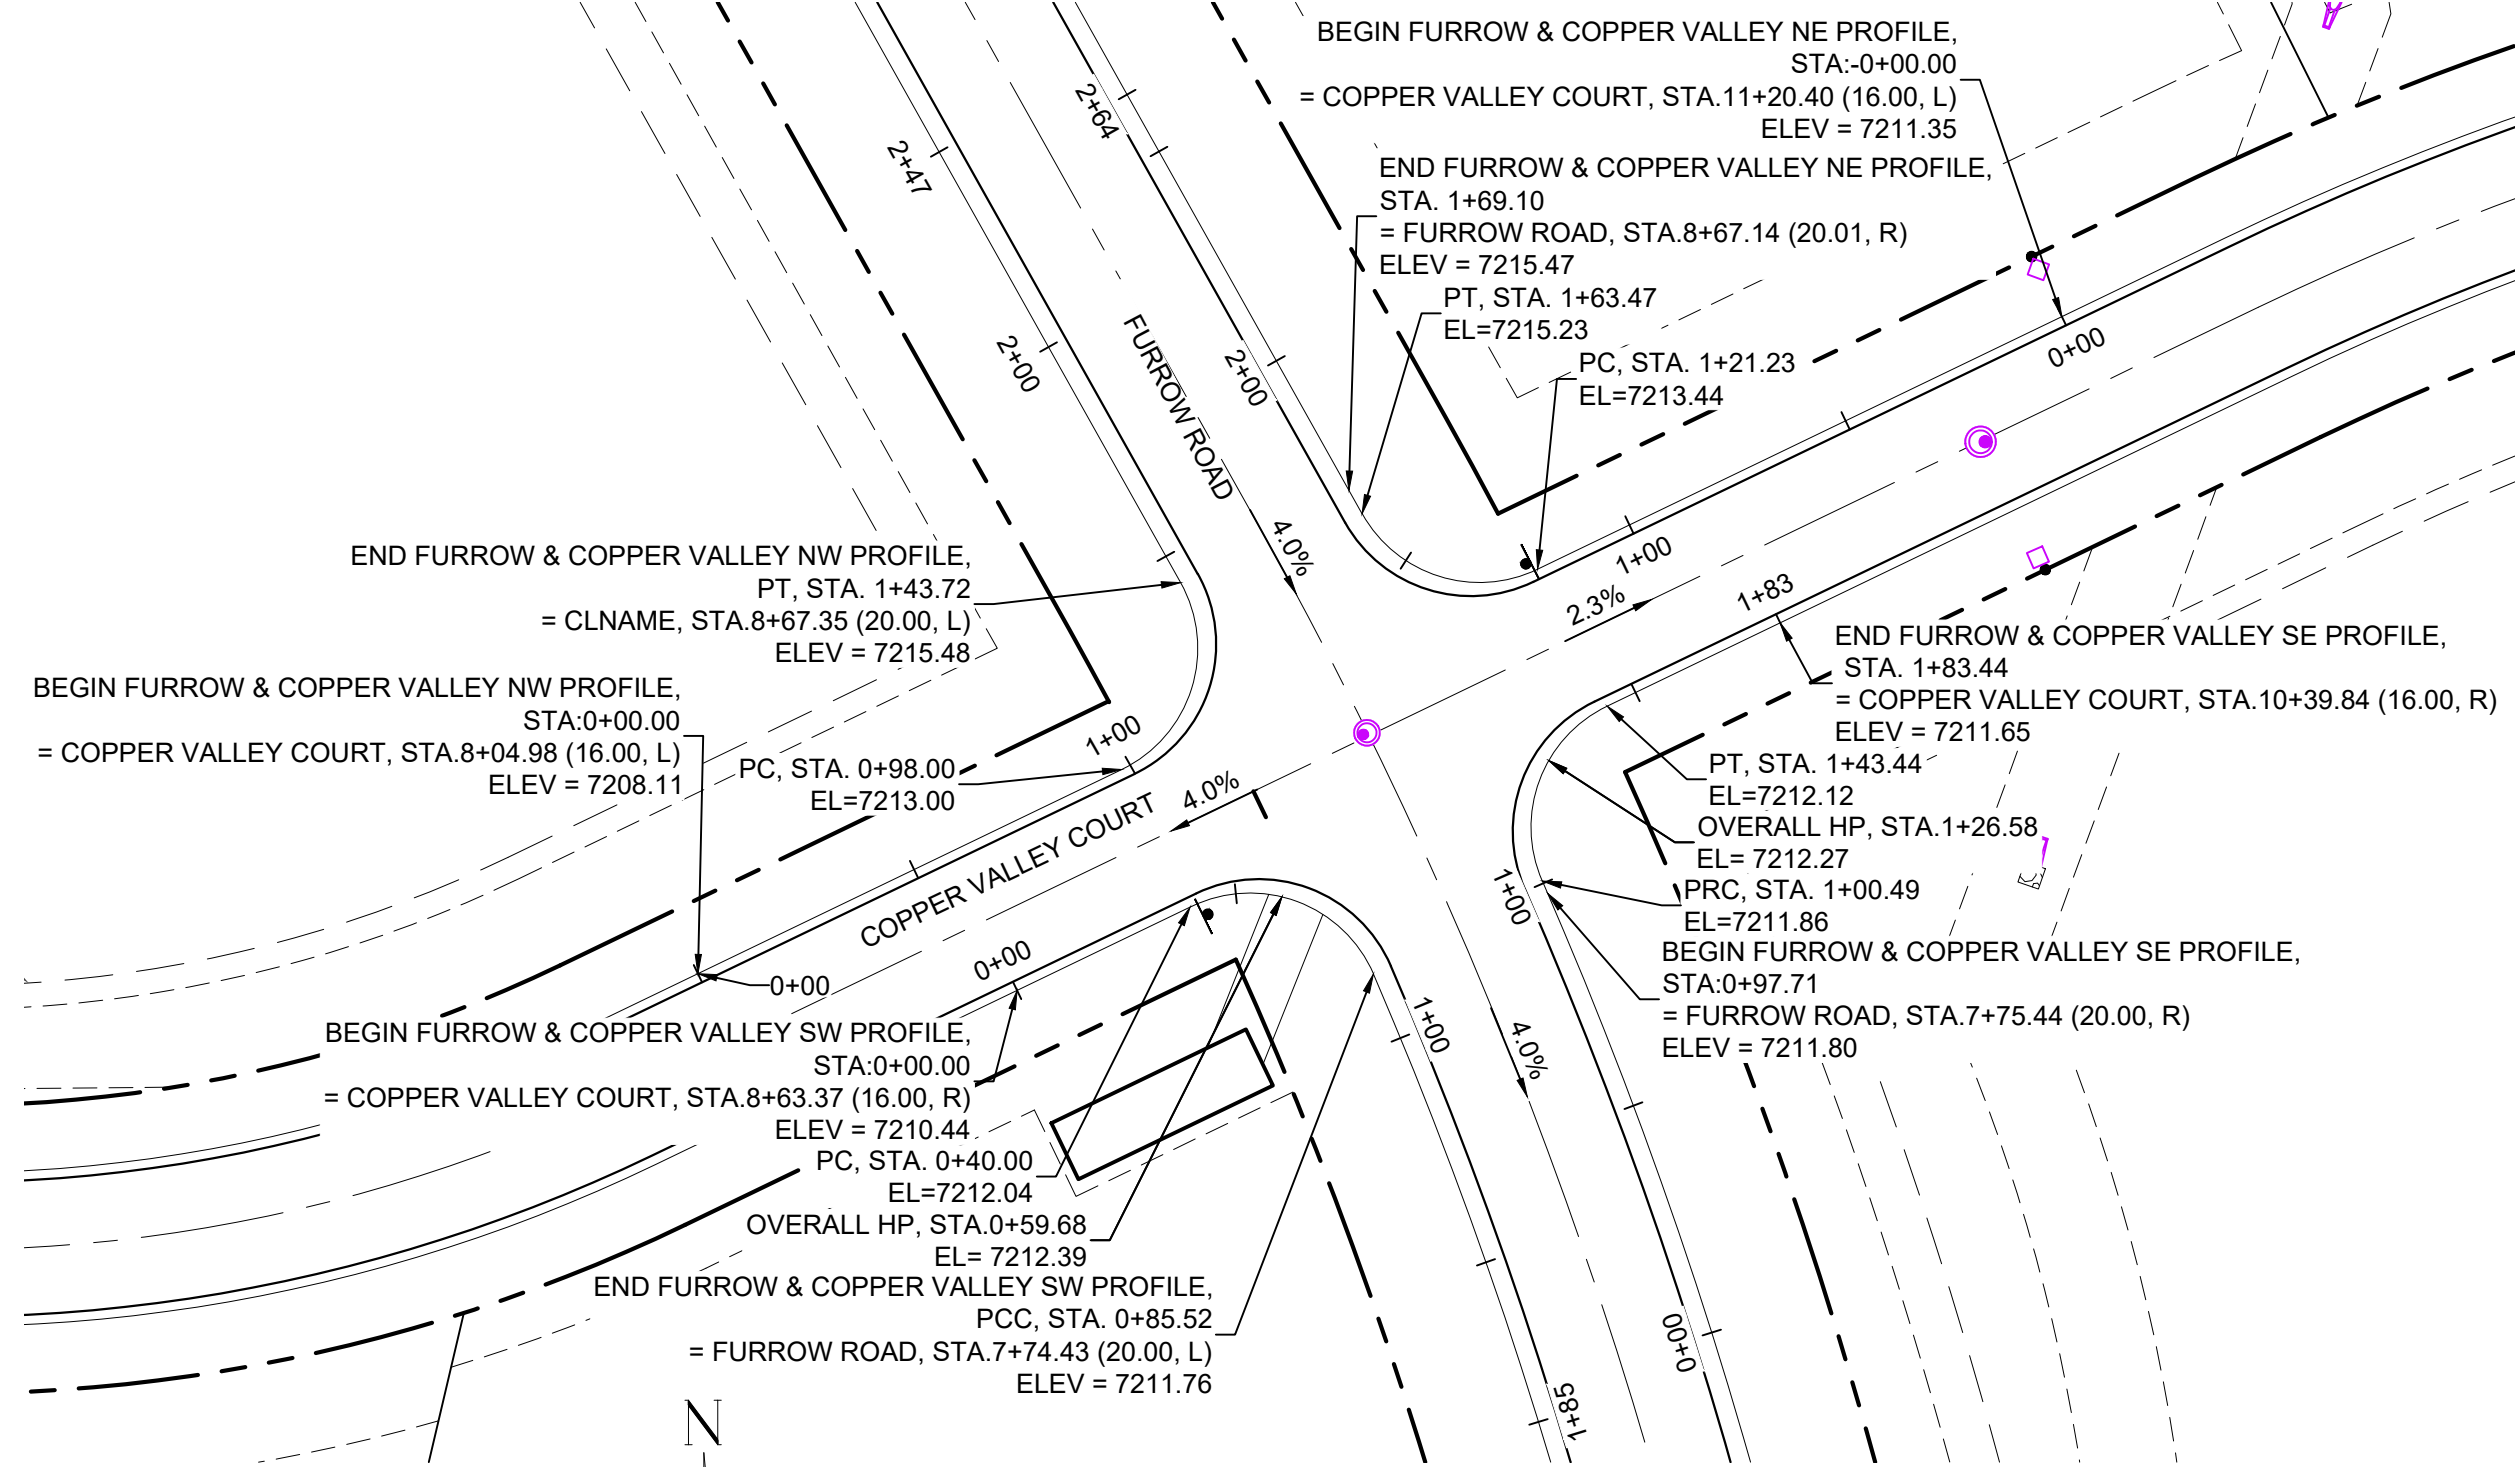 BEGIN FURROW & COPPER VALLEY NE PROFILE,
STA:-0+00.00
= COPPER VALLEY COURT, STA.11+20.40 (16.00, L)
ELEV = 7211.35
2+64
2+47
END FURROW & COPPER VALLEY NE PROFILE,
STA. 1+69.10
= FURROW ROAD, STA.8+67.14 (20.01, R)
ELEV = 7215.47
PT, STA. 1+63.47
EL=7215.23
PC, STA. 1+21.23
EL=7213.44
0+00
2+00
2+00
FURROW ROAD
4.0%
1+00
2.3%
1+83
END FURROW & COPPER VALLEY NW PROFILE,
PT, STA. 1+43.72
= CLNAME, STA.8+67.35 (20.00, L)
ELEV = 7215.48
BEGIN FURROW & COPPER VALLEY NW PROFILE,
STA:0+00.00
= COPPER VALLEY COURT, STA.8+04.98 (16.00, L)
ELEV = 7208.11
1+00
PC, STA. 0+98.00
EL=7213.00
4.0%
COPPER VALLEY COURT
END FURROW & COPPER VALLEY SE PROFILE,
STA. 1+83.44
= COPPER VALLEY COURT, STA.10+39.84 (16.00, R)
ELEV = 7211.65
PT, STA. 1+43.44
EL=7212.12
OVERALL HP, STA.1+26.58
EL= 7212.27
PRC, STA. 1+00.49
EL=7211.86
1+00
BEGIN FURROW & COPPER VALLEY SE PROFILE,
STA:0+97.71
= FURROW ROAD, STA.7+75.44 (20.00, R)
ELEV = 7211.80
0+00
0+00
BEGIN FURROW & COPPER VALLEY SW PROFILE,
STA:0+00.00
= COPPER VALLEY COURT, STA.8+63.37 (16.00, R)
ELEV = 7210.44
PC, STA. 0+40.00
EL=7212.04
OVERALL HP, STA.0+59.68
EL= 7212.39
END FURROW & COPPER VALLEY SW PROFILE,
PCC, STA. 0+85.52
= FURROW ROAD, STA.7+74.43 (20.00, L)
ELEV = 7211.76
1+00
4.0%
0+00
1+85
N